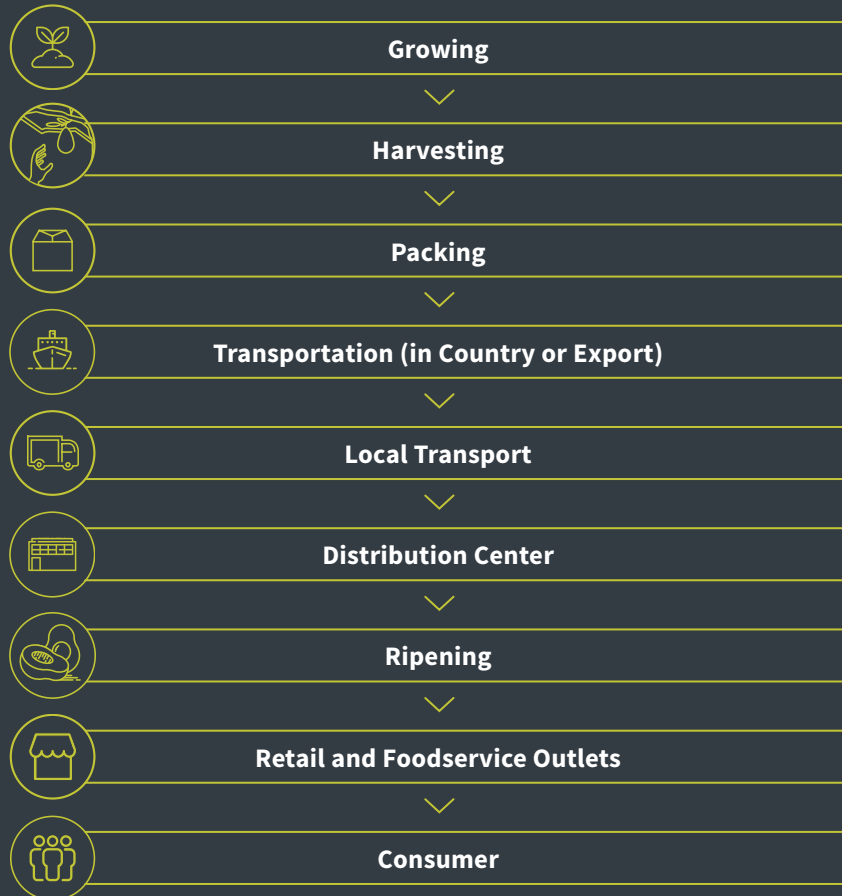 Growing
Harvesting
Packing
Transportation (in Country or Export)
Local Transport
Distribution Center
Ripening
Retail and Foodservice Outlets
Consumer